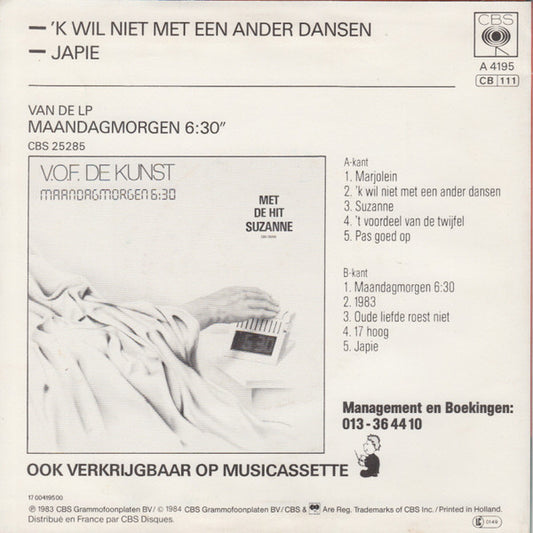 – 'K WIL NIET MET EEN ANDER DANSEN
– JAPIE
CBS
A 4195
CB 111
VAN DE LP
MAANDAGMORGEN 6:30"
CBS 25285
V.O.F. DE KUNST
MAANDAGMORGEN 6:30
MET
DE HIT
SUZANNE
A-kant
1. Marjolein
2. 'k wil niet met een ander dansen
3. Suzanne
4. 't voordeel van de twijfel
5. Pas goed op
B-kant
1. Maandagmorgen 6:30
2. 1983
3. Oude liefde roest niet
4. 17 hoog
5. Japie
Management en Boekingen:
013 - 36 44 10
OOK VERKRIJGBAAR OP MUSICASSETTE
17 004419500
℗ 1983 CBS Grammofoonplaten BV/ © 1984 CBS Grammofoonplaten BV/CBS & Are Reg. Trademarks of CBS Inc. / Printed in Holland.
Distribué en France par CBS Disques.
LC 0149